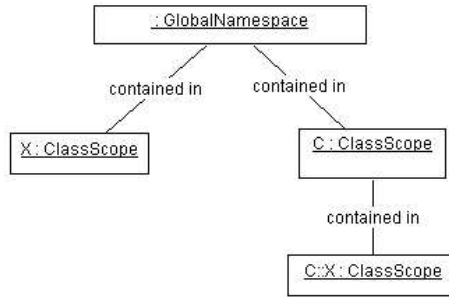 : GlobalNamespace
contained in
contained in
X : ClassScope
C : ClassScope
contained in
C::X : ClassScope